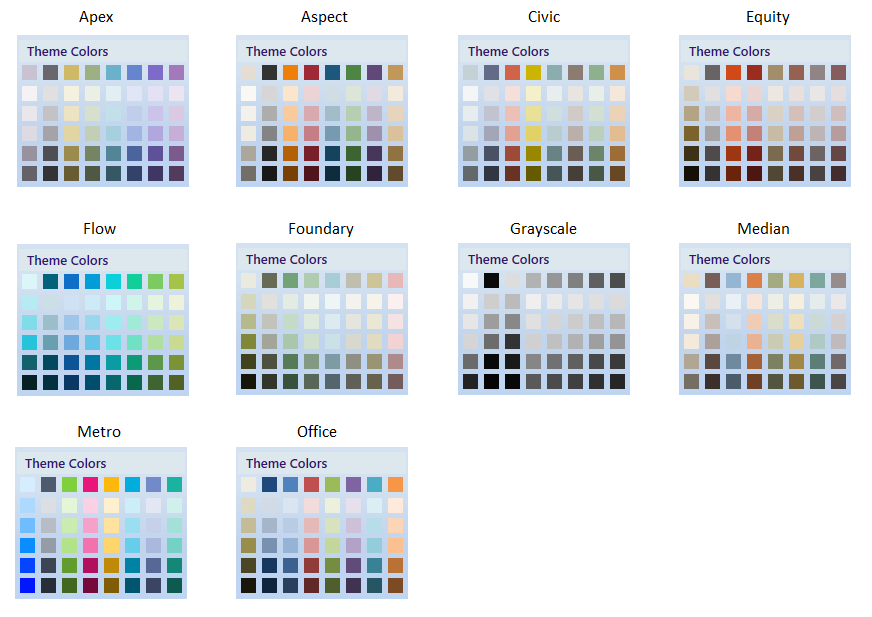 Apex
Aspect
Civic
Equity
Theme Colors
Theme Colors
Theme Colors
Theme Colors
Flow
Foundary
Grayscale
Median
Theme Colors
Theme Colors
Theme Colors
Theme Colors
Metro
Office
Theme Colors
Theme Colors